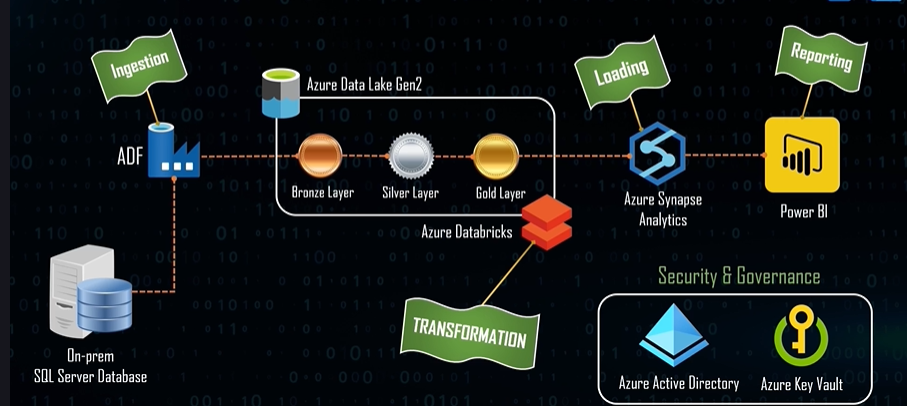 Ingestion
ADF
On-prem
SQL Server Database
Azure Data Lake Gen2
Bronze Layer
Silver Layer
Gold Layer
Azure Databricks
TRANSFORMATION
Loading
Azure Synapse
Analytics
Reporting
Power BI
Security & Governance
Azure Active Directory
Azure Key Vault